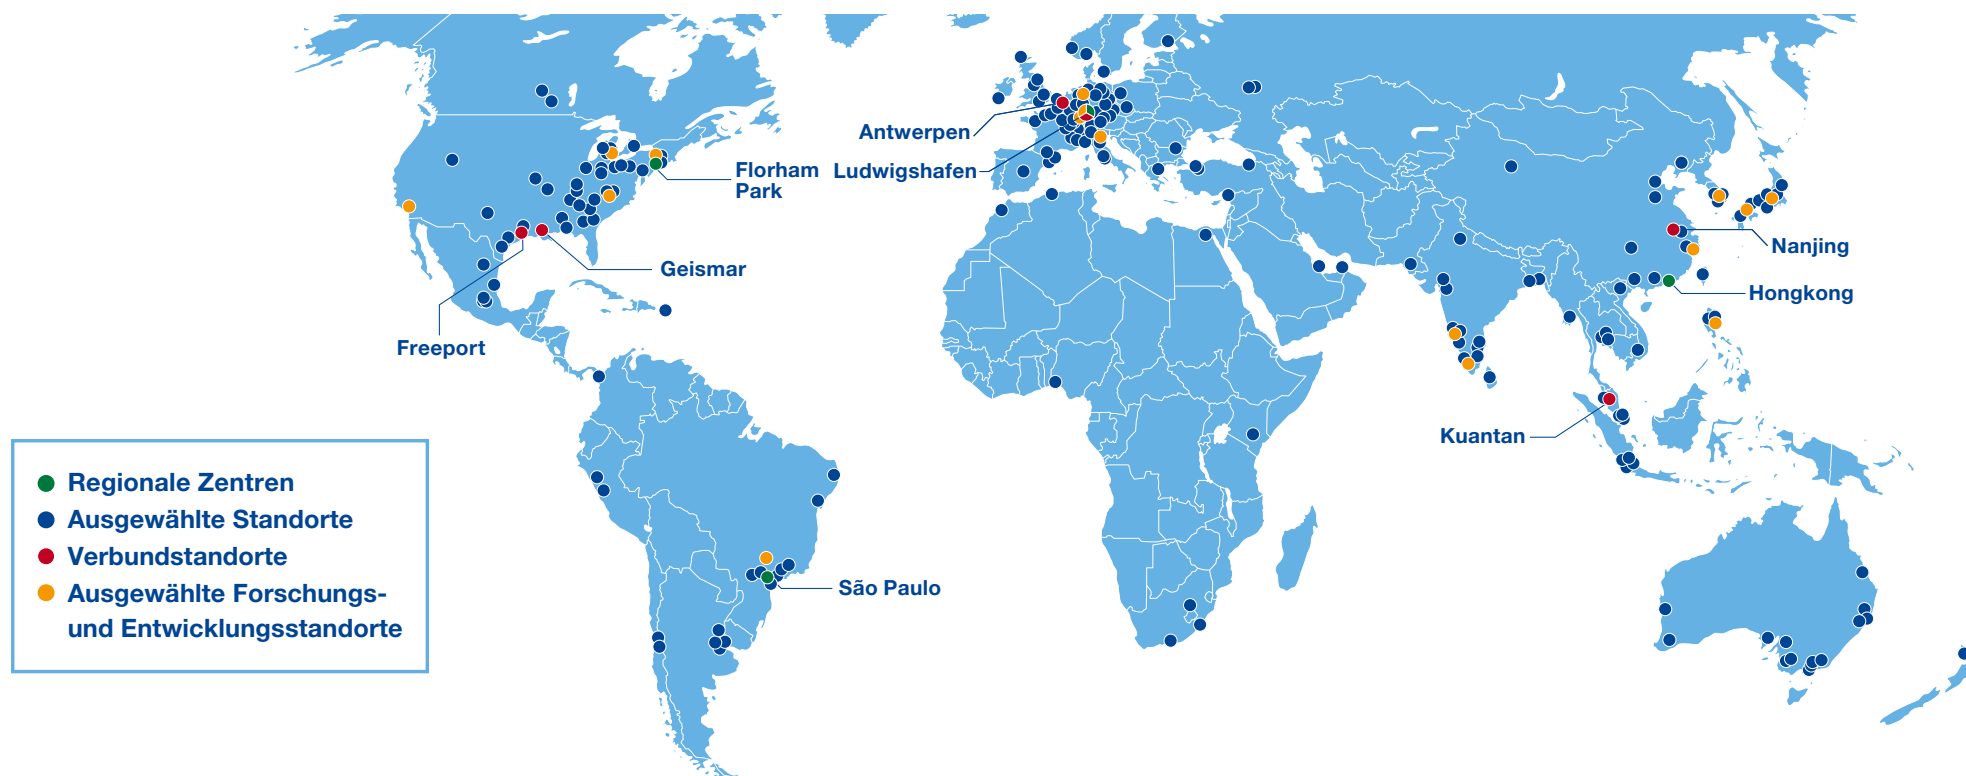 Antwerpen
Ludwigshafen
Florham
Park
Geismar
Freeport
Nanjing
Hongkong
Kuantan
São Paulo
Regionale Zentren
Ausgewählte Standorte
Verbundstandorte
Ausgewählte Forschungs-
und Entwicklungsstandorte